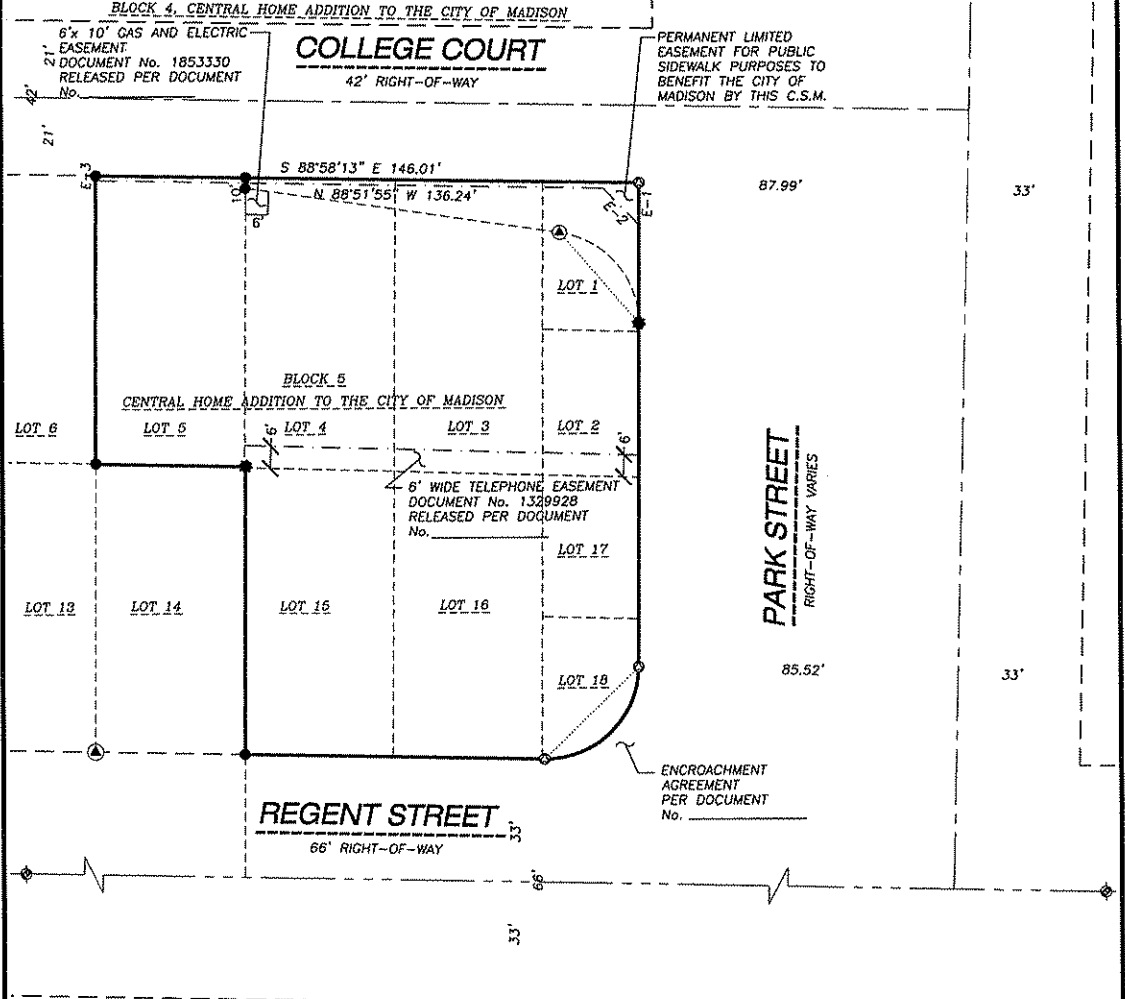 BLOCK 4, CENTRAL HOME ADDITION TO THE CITY OF MADISON
6'x 10' GAS AND ELECTRIC
EASEMENT
DOCUMENT No. 1853330
RELEASED PER DOCUMENT
No.
21'
42'
21'
COLLEGE COURT
42' RIGHT-OF-WAY
PERMANENT LIMITED
EASEMENT FOR PUBLIC
SIDEWALK PURPOSES TO
BENEFIT THE CITY OF
MADISON BY THIS C.S.M.
E-3
S 88°58'13" E 146.01'
N 88°51'55" W 136.24'
10'
6'
E-2
E-1
87.99'
33'
LOT 1
BLOCK 5
CENTRAL HOME ADDITION TO THE CITY OF MADISON
LOT 6
LOT 5
LOT 4
LOT 3
LOT 2
6'
6'
6' WIDE TELEPHONE EASEMENT
DOCUMENT No. 1329928
RELEASED PER DOCUMENT
No.
LOT 17
PARK STREET
RIGHT-OF-WAY VARIES
LOT 13
LOT 14
LOT 15
LOT 16
LOT 18
85.52'
33'
ENCROACHMENT
AGREEMENT
PER DOCUMENT
No.
REGENT STREET
66' RIGHT-OF-WAY
33'
66'
33'